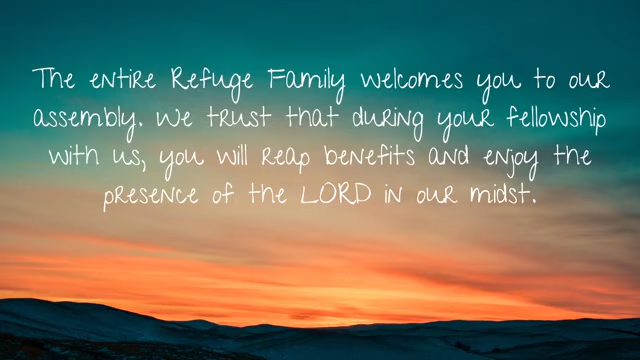 The entire Refuge Family welcomes you to our
assembly. We trust that during your fellowship
with us, you will reap benefits and enjoy the
presence of the LORD in our midst.